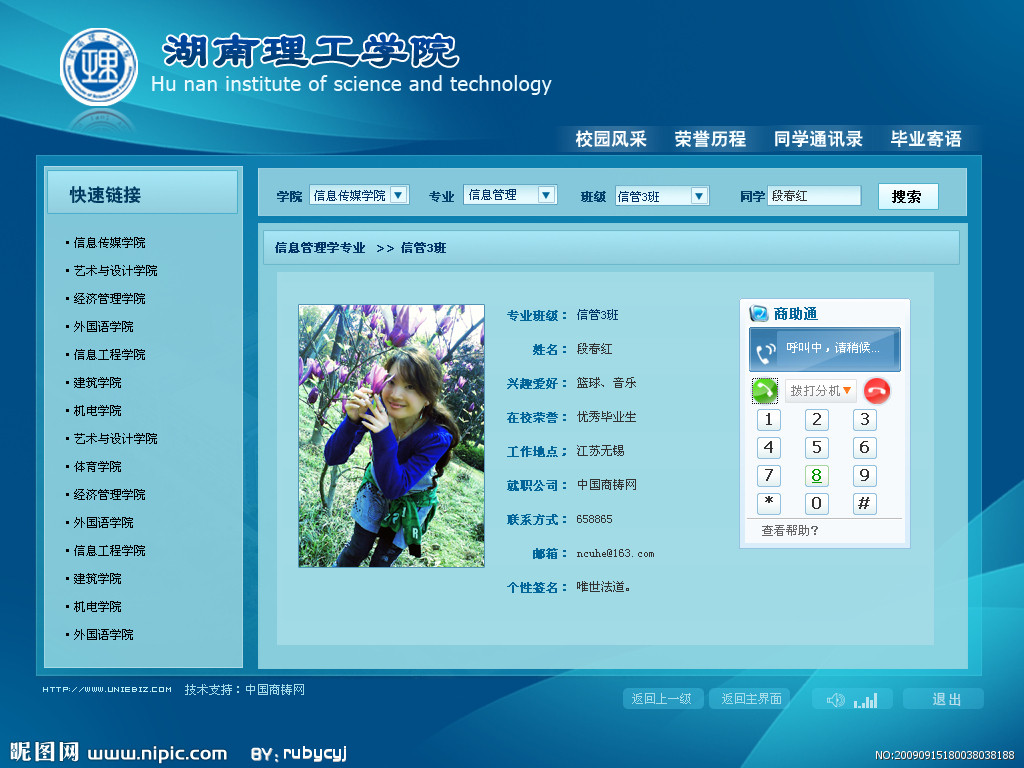 湖南理工学院
Hu nan institute of science and technology
校园风采 荣誉历程 同学通讯录 毕业寄语
快速链接
学院 信息传媒学院 专业 信息管理 班级 信管3班 同学 段春红 搜索
信息管理学专业 >> 信管3班
·信息传媒学院
·艺术与设计学院
·经济管理学院
·外国语学院
·信息工程学院
·建筑学院
·机电学院
·艺术与设计学院
·体育学院
·经济管理学院
·外国语学院
·信息工程学院
·建筑学院
·机电学院
·外国语学院
专业班级： 信管3班
姓名： 段春红
兴趣爱好： 篮球、音乐
在校荣誉： 优秀毕业生
工作地点； 江苏无锡
就职公司： 中国商铸网
联系方式： 658865
邮箱： ncuhe@163.com
个性签名： 唯世法道。
商助通
呼叫中，请稍候...
拨打分机
1 2 3
4 5 6
7 8 9
* 0 #
查看帮助?
HTTP://WWW.UNIEBIZ.COM 技术支持：中国商铸网
返回上一级 返回主界面 退出
昵图网 www.nipic.com BY: rubycyj
NO:20090915180038038188